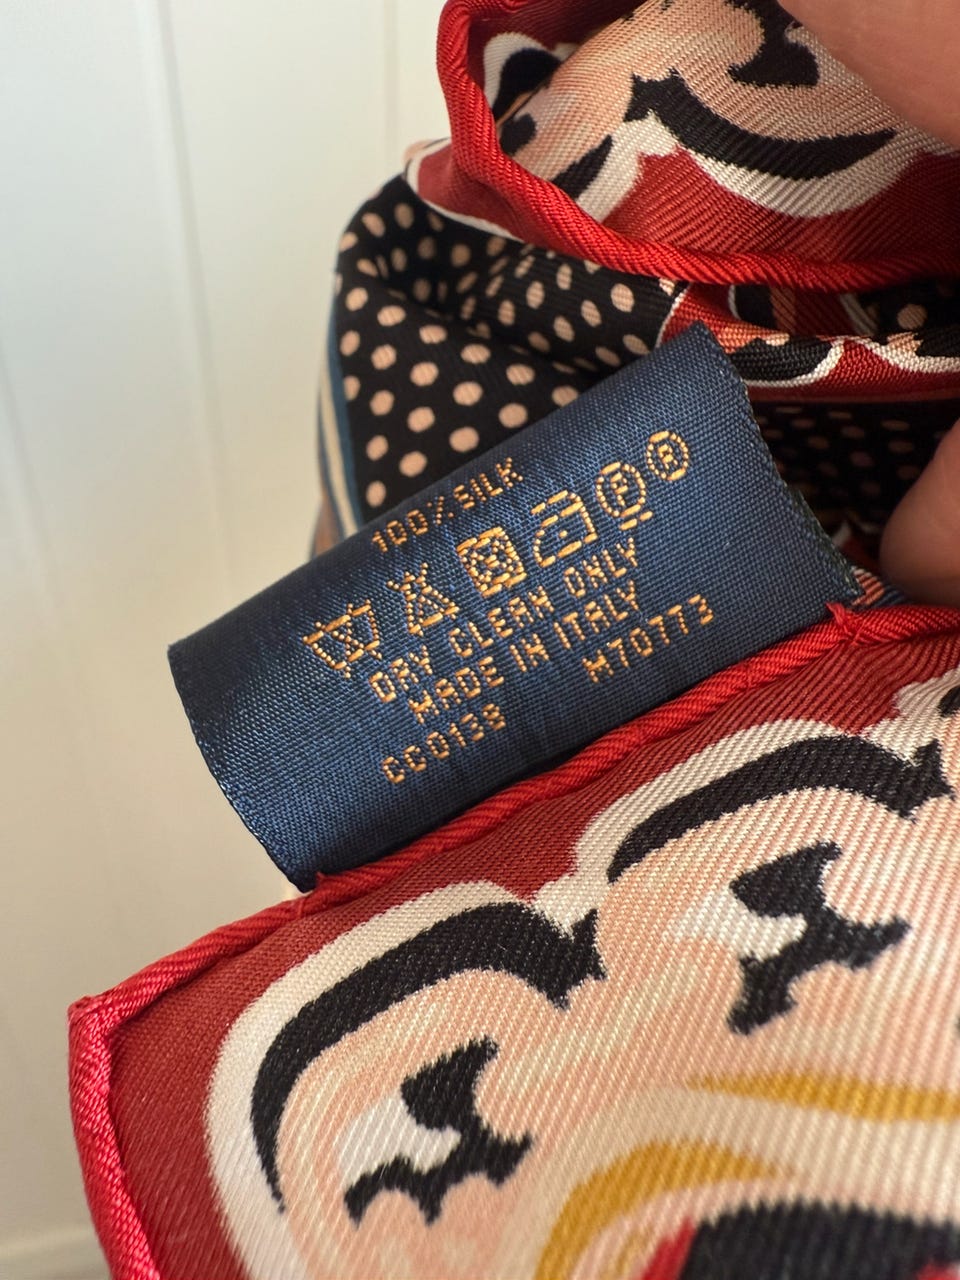 100% SILK
P R
DRY CLEAN ONLY
MADE IN ITALY
CC0138 M70773